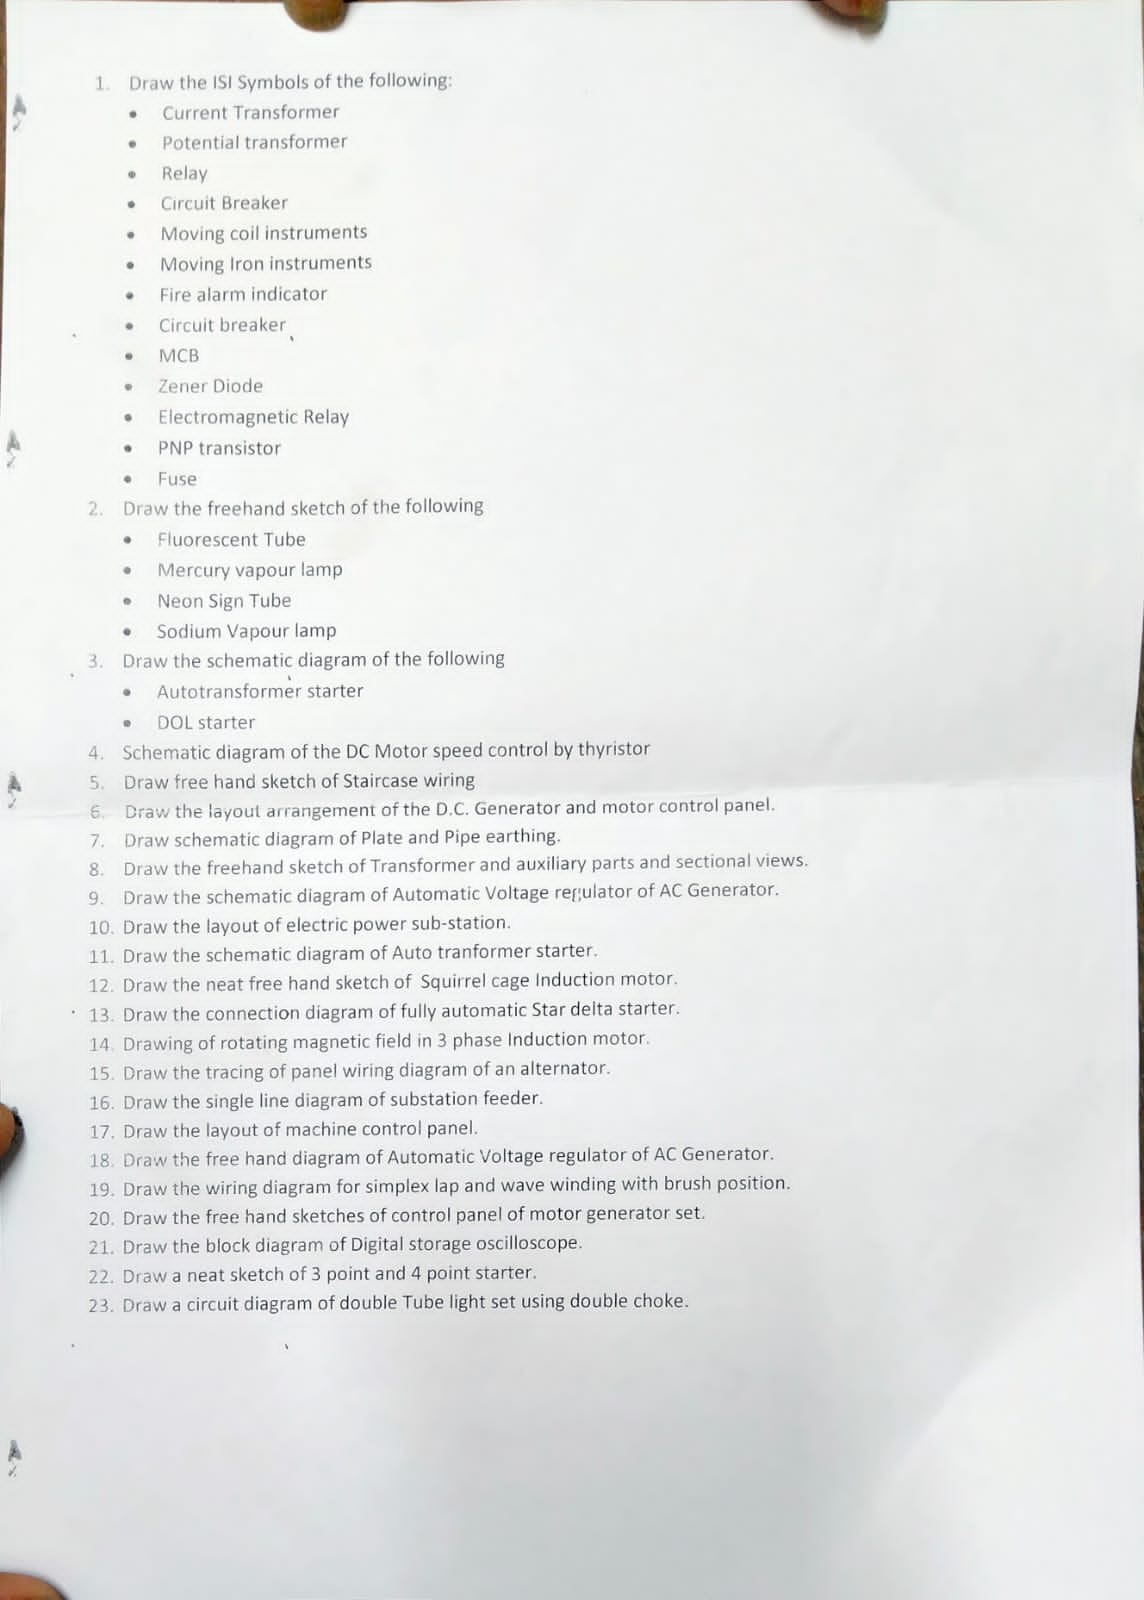 1. Draw the ISI Symbols of the following:
• Current Transformer
• Potential transformer
• Relay
• Circuit Breaker
• Moving coil instruments
• Moving Iron instruments
• Fire alarm indicator
• Circuit breaker
• MCB
• Zener Diode
• Electromagnetic Relay
• PNP transistor
• Fuse
2. Draw the freehand sketch of the following
• Fluorescent Tube
• Mercury vapour lamp
• Neon Sign Tube
• Sodium Vapour lamp
3. Draw the schematic diagram of the following
• Autotransformer starter
• DOL starter
4. Schematic diagram of the DC Motor speed control by thyristor
5. Draw free hand sketch of Staircase wiring
6. Draw the layout arrangement of the D.C. Generator and motor control panel.
7. Draw schematic diagram of Plate and Pipe earthing.
8. Draw the freehand sketch of Transformer and auxiliary parts and sectional views.
9. Draw the schematic diagram of Automatic Voltage regulator of AC Generator.
10. Draw the layout of electric power sub-station.
11. Draw the schematic diagram of Auto tranformer starter.
12. Draw the neat free hand sketch of Squirrel cage Induction motor.
13. Draw the connection diagram of fully automatic Star delta starter.
14. Drawing of rotating magnetic field in 3 phase Induction motor.
15. Draw the tracing of panel wiring diagram of an alternator.
16. Draw the single line diagram of substation feeder.
17. Draw the layout of machine control panel.
18. Draw the free hand diagram of Automatic Voltage regulator of AC Generator.
19. Draw the wiring diagram for simplex lap and wave winding with brush position.
20. Draw the free hand sketches of control panel of motor generator set.
21. Draw the block diagram of Digital storage oscilloscope.
22. Draw a neat sketch of 3 point and 4 point starter.
23. Draw a circuit diagram of double Tube light set using double choke.